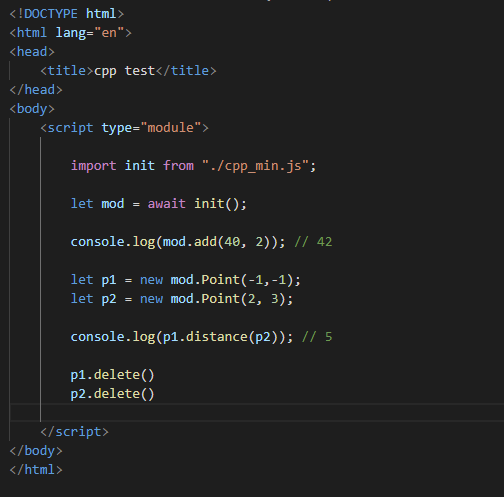 <!DOCTYPE html>
<html lang="en">
<head>
    <title>cpp test</title>
</head>
<body>
    <script type="module">
        import init from "./cpp_min.js";
        let mod = await init();
        console.log(mod.add(40, 2)); // 42
        let p1 = new mod.Point(-1,-1);
        let p2 = new mod.Point(2, 3);
        console.log(p1.distance(p2)); // 5
        p1.delete()
        p2.delete()
    </script>
</body>
</html>